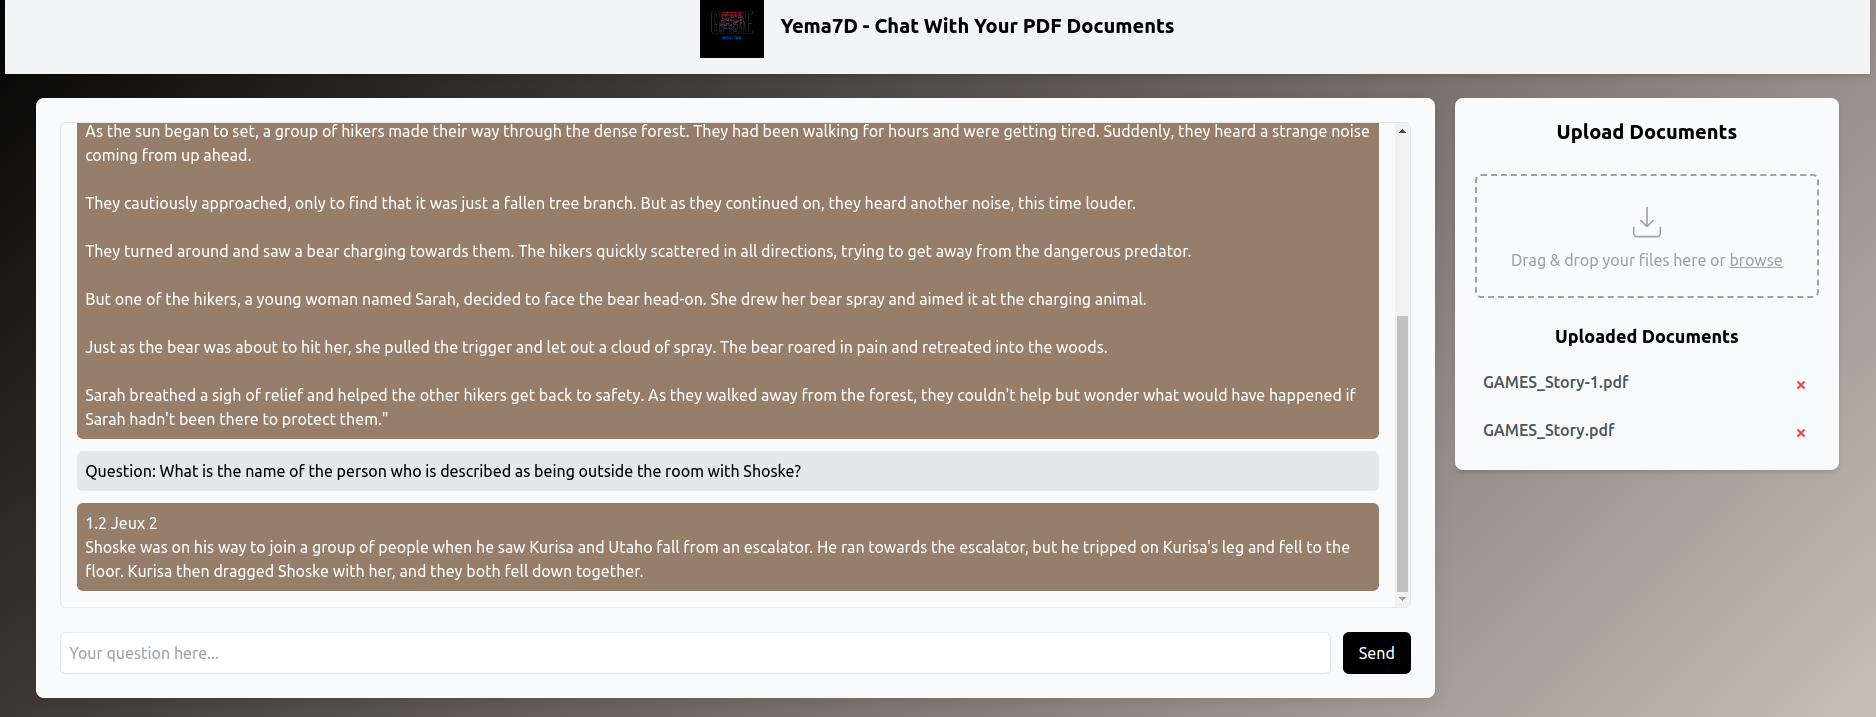 Yema7D - Chat With Your PDF Documents
As the sun began to set, a group of hikers made their way through the dense forest. They had been walking for hours and were getting tired. Suddenly, they heard a strange noise
coming from up ahead.
They cautiously approached, only to find that it was just a fallen tree branch. But as they continued on, they heard another noise, this time louder.
They turned around and saw a bear charging towards them. The hikers quickly scattered in all directions, trying to get away from the dangerous predator.
But one of the hikers, a young woman named Sarah, decided to face the bear head-on. She drew her bear spray and aimed it at the charging animal.
Just as the bear was about to hit her, she pulled the trigger and let out a cloud of spray. The bear roared in pain and retreated into the woods.
Sarah breathed a sigh of relief and helped the other hikers get back to safety. As they walked away from the forest, they couldn't help but wonder what would have happened if
Sarah hadn't been there to protect them."
Question: What is the name of the person who is described as being outside the room with Shoske?
1.2 Jeux 2
Shoske was on his way to join a group of people when he saw Kurisa and Utaho fall from an escalator. He ran towards the escalator, but he tripped on Kurisa's leg and fell to the
floor. Kurisa then dragged Shoske with her, and they both fell down together.
Your question here...
Send
Upload Documents
Drag & drop your files here or browse
Uploaded Documents
GAMES_Story-1.pdf
GAMES_Story.pdf